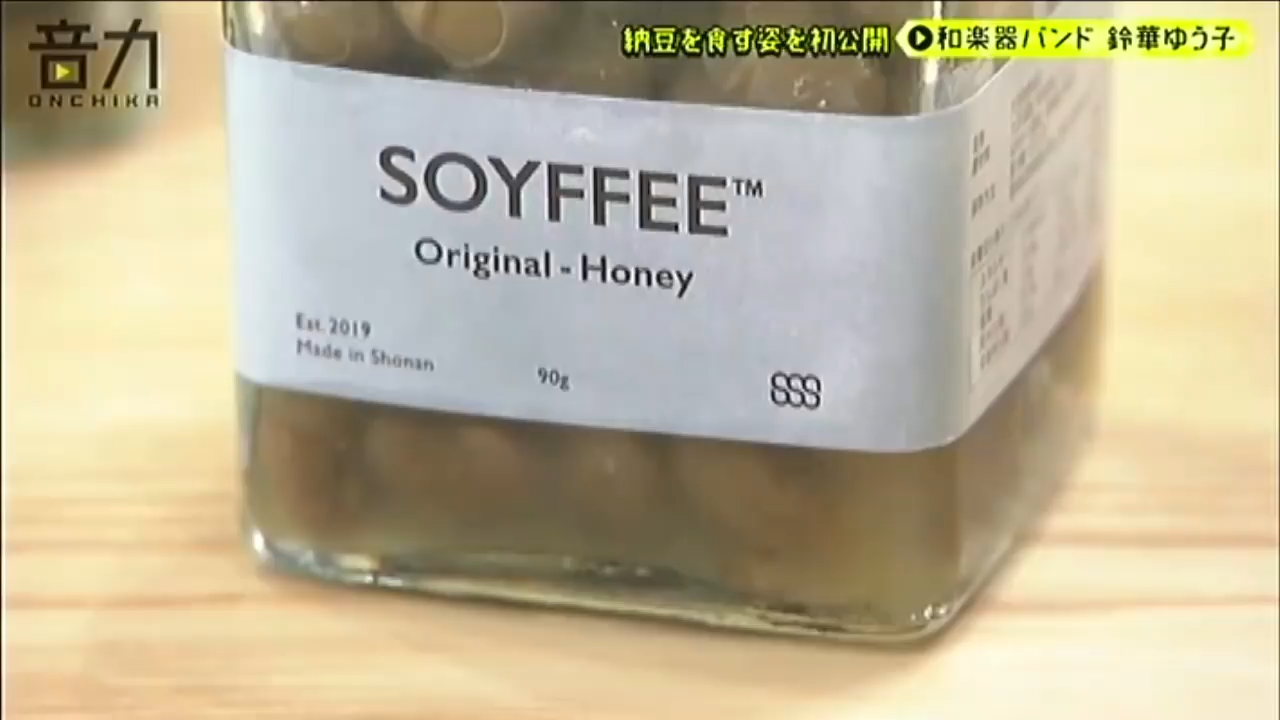 音力
ONCHIKA
納豆を食す姿を初公開
和楽器バンド 鈴華ゆう子
SOYFFEE™
Original - Honey
Est. 2019
Made in Shonan
90g
SSS